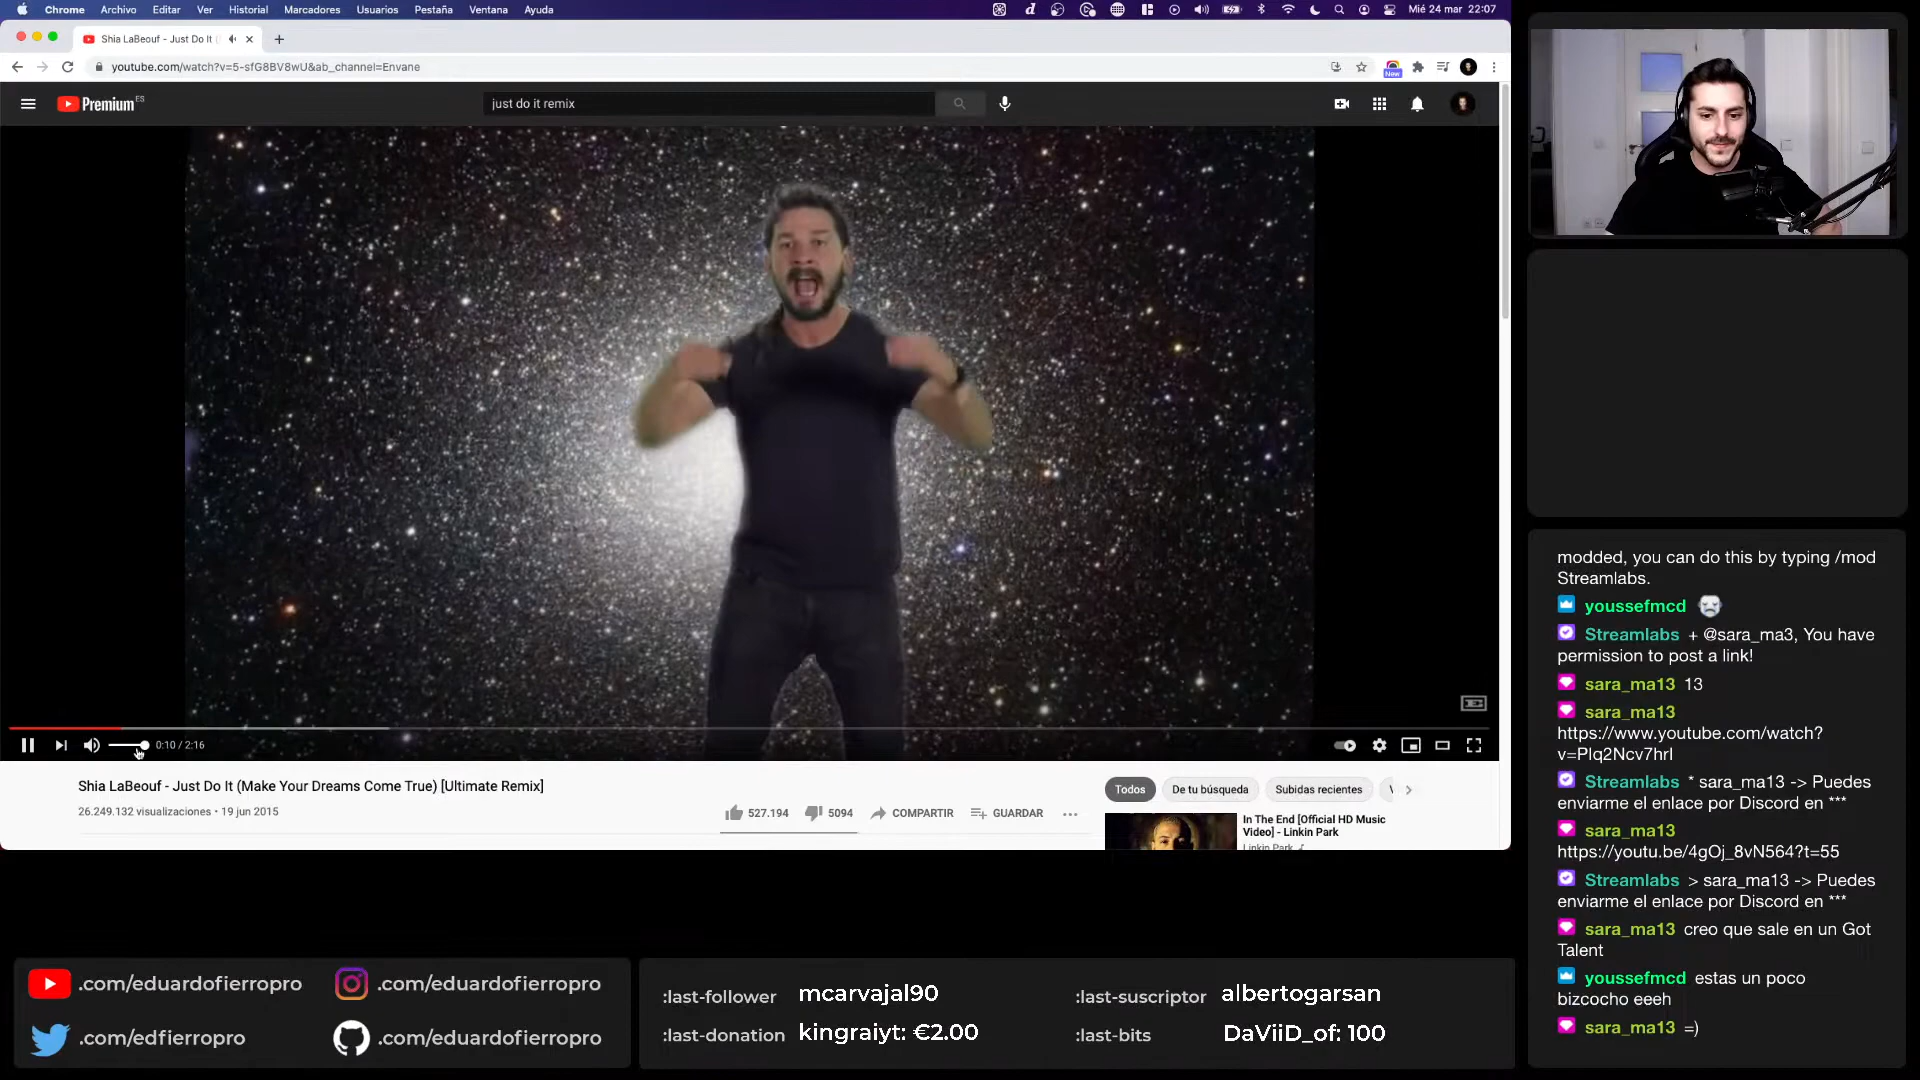 Chrome Archivo Editar Ver Historial Marcadores Usuarios Pestaña Ventana Ayuda Mié 24 mar 22:07
Shia LaBeouf - Just Do It
youtube.com/watch?v=5-sfG8BV8wU&ab_channel=Envane
New
Premium ES
just do it remix
0:10 / 2:16
Shia LaBeouf - Just Do It (Make Your Dreams Come True) [Ultimate Remix]
26.249.132 visualizaciones • 19 jun 2015
527.194 5094 COMPARTIR GUARDAR
Todos De tu búsqueda Subidas recientes
In The End [Official HD Music
Video] - Linkin Park
Linkin Park
modded, you can do this by typing /mod
Streamlabs.
youssefmcd
Streamlabs + @sara_ma3, You have
permission to post a link!
sara_ma13 13
sara_ma13
https://www.youtube.com/watch?
v=Plq2Ncv7hrI
Streamlabs * sara_ma13 -> Puedes
enviarme el enlace por Discord en ***
sara_ma13
https://youtu.be/4gOj_8vN564?t=55
Streamlabs > sara_ma13 -> Puedes
enviarme el enlace por Discord en ***
sara_ma13 creo que sale en un Got
Talent
youssefmcd estas un poco
bizcocho eeeh
sara_ma13 =)
.com/eduardofierropro .com/eduardofierropro
.com/edfierropro .com/eduardofierropro
:last-follower mcarvajal90 :last-suscriptor albertogarsan
:last-donation kingraiyt: €2.00 :last-bits DaViiD_of: 100